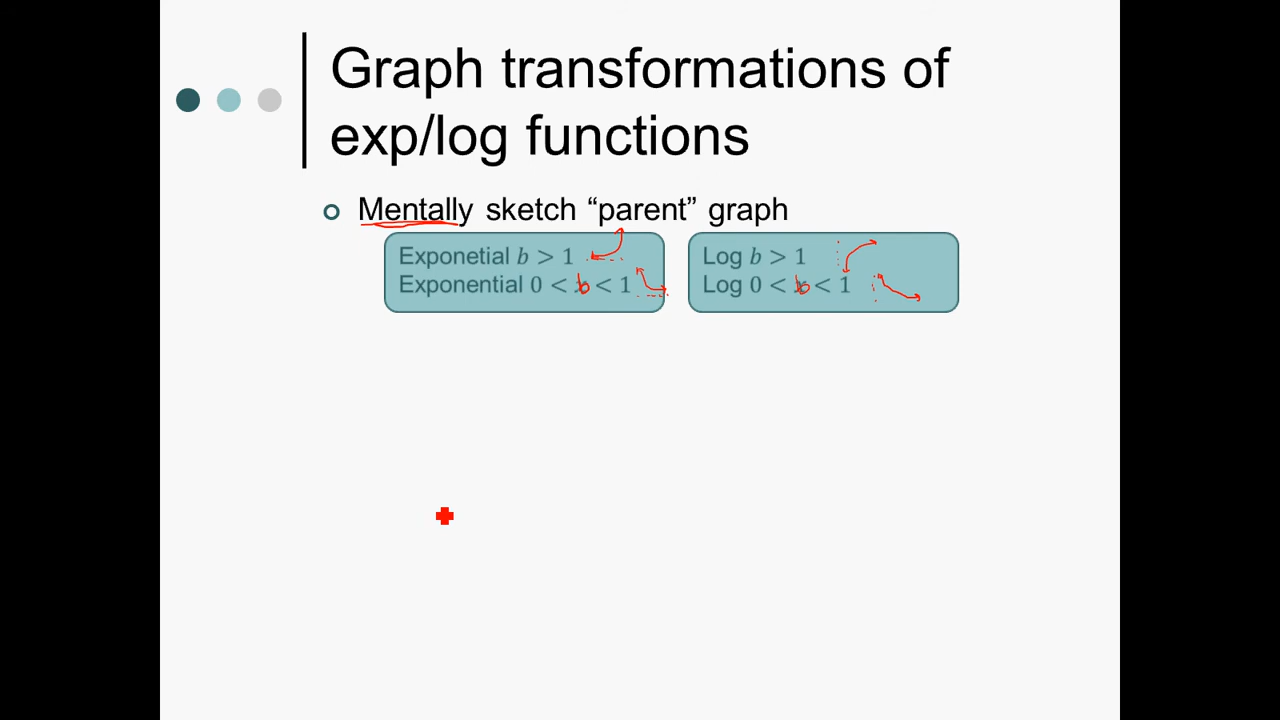 Graph transformations of
exp/log functions
Mentally sketch “parent” graph
Exponetial b > 1
Exponential 0 < b < 1
Log b > 1
Log 0 < b < 1